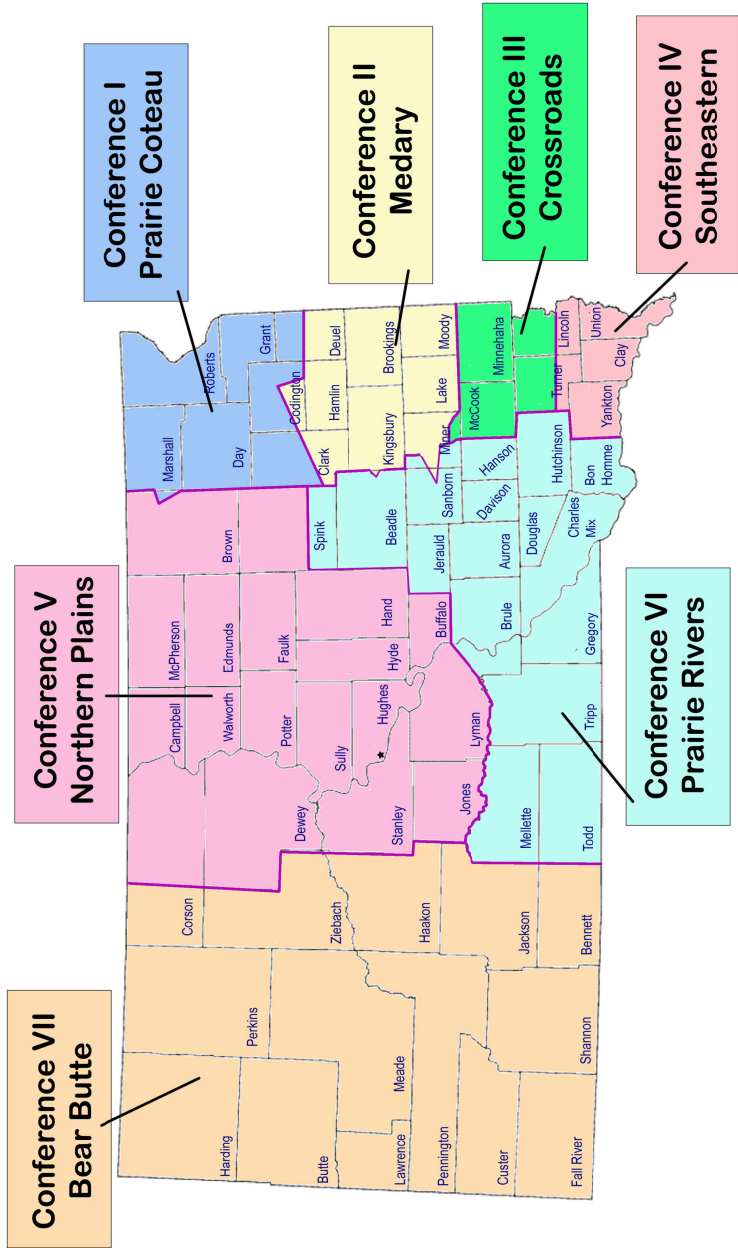 Conference I
Prairie Coteau
Conference II
Medary
Conference III
Crossroads
Conference IV
Southeastern
Conference V
Northern Plains
Conference VI
Prairie Rivers
Conference VII
Bear Butte
Harding
Perkins
Corson
Campbell
McPherson
Brown
Marshall
Roberts
Day
Grant
Butte
Ziebach
Dewey
Walworth
Edmunds
Potter
Faulk
Spink
Clark
Codington
Hamlin
Deuel
Lawrence
Meade
Haakon
Stanley
Sully
Hughes
Hyde
Hand
Beadle
Kingsbury
Brookings
Pennington
Jackson
Jones
Lyman
Buffalo
Jerauld
Sanborn
Miner
Lake
Moody
Custer
Mellette
Brule
Aurora
Davison
Hanson
McCook
Minnehaha
Fall River
Shannon
Bennett
Todd
Tripp
Gregory
Charles
Mix
Douglas
Hutchinson
Bon
Homme
Turner
Lincoln
Yankton
Clay
Union